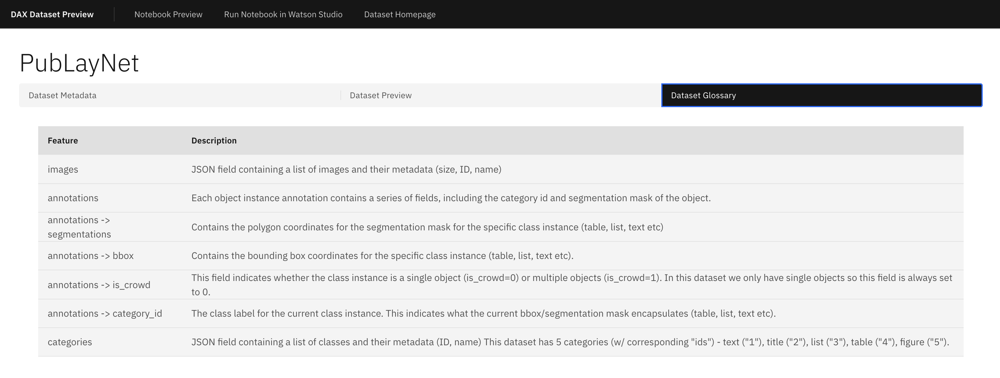 DAX Dataset Preview Notebook Preview Run Notebook in Watson Studio Dataset Homepage
PubLayNet
Dataset Metadata Dataset Preview Dataset Glossary
Feature Description
images JSON field containing a list of images and their metadata (size, ID, name)
annotations Each object instance annotation contains a series of fields, including the category id and segmentation mask of the object.
annotations ->
segmentations
Contains the polygon coordinates for the segmentation mask for the specific class instance (table, list, text etc)
annotations -> bbox Contains the bounding box coordinates for the specific class instance (table, list, text etc).
annotations -> is_crowd
This field indicates whether the class instance is a single object (is_crowd=0) or multiple objects (is_crowd=1). In this dataset we only have single objects so this field is always set
to 0.
annotations -> category_id The class label for the current class instance. This indicates what the current bbox/segmentation mask encapsulates (table, list, text etc).
categories JSON field containing a list of classes and their metadata (ID, name) This dataset has 5 categories (w/ corresponding "ids") - text ("1"), title ("2"), list ("3"), table ("4"), figure ("5").